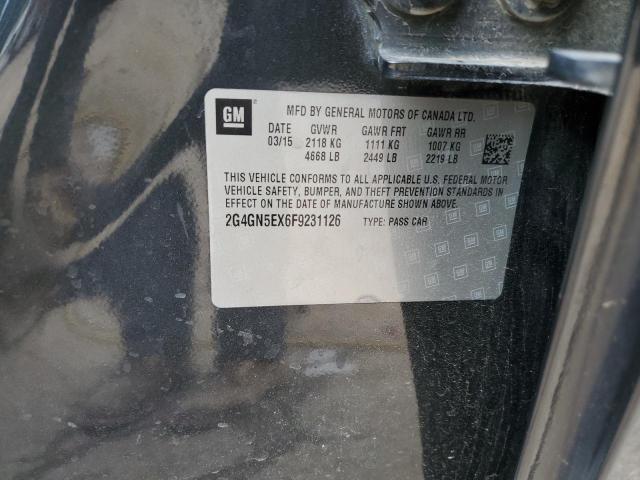 GM
MFD BY GENERAL MOTORS OF CANADA LTD.
DATE GVWR GAWR FRT GAWR RR
03/15 2118 KG 1111 KG 1007 KG
4668 LB 2449 LB 2219 LB
THIS VEHICLE CONFORMS TO ALL APPLICABLE U.S. FEDERAL MOTOR
VEHICLE SAFETY, BUMPER, AND THEFT PREVENTION STANDARDS IN
EFFECT ON THE DATE OF MANUFACTURE SHOWN ABOVE.
2G4GN5EX6F9231126 TYPE: PASS CAR